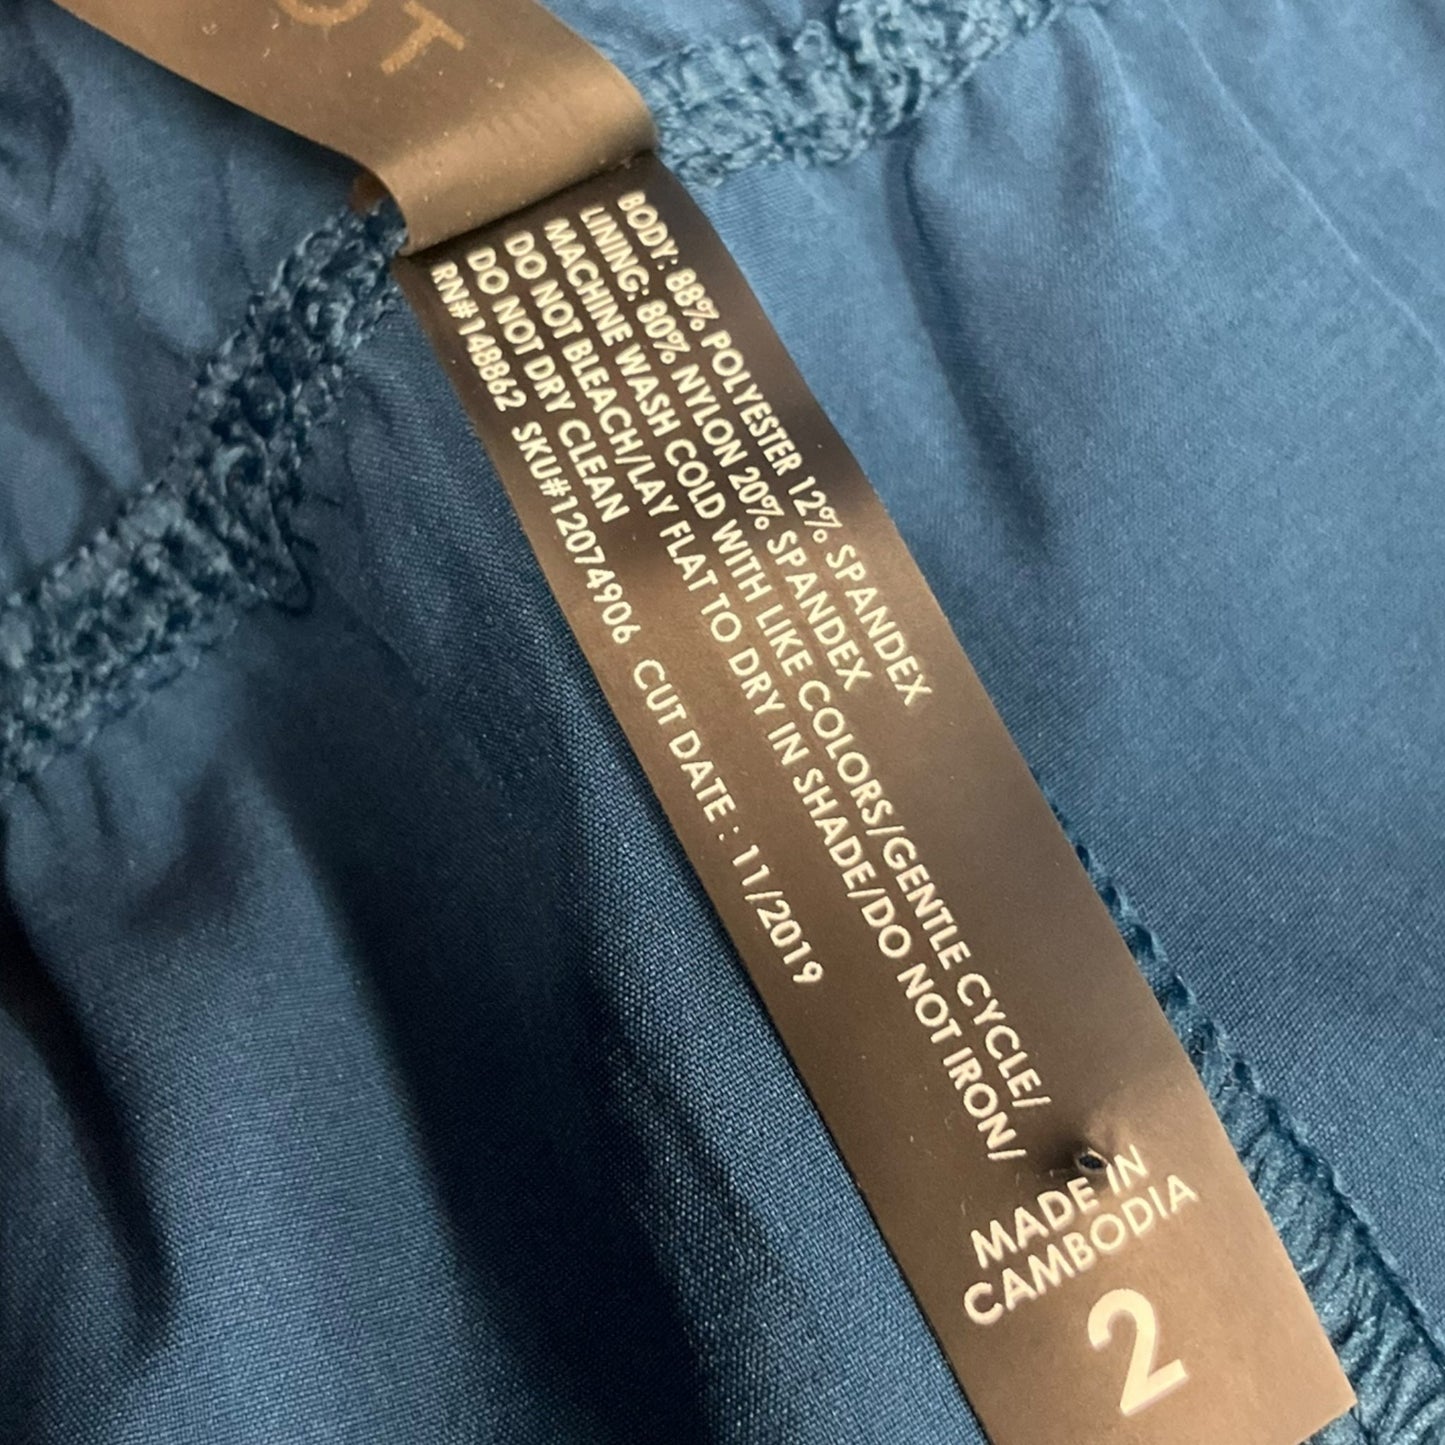 BODY: 88% POLYESTER 12% SPANDEX
LINING: 80% NYLON 20% SPANDEX
MACHINE WASH COLD WITH LIKE COLORS/GENTLE CYCLE/
DO NOT BLEACH/LAY FLAT TO DRY IN SHADE/DO NOT IRON/
DO NOT DRY CLEAN
RN#148862 SKU#12074906 CUT DATE : 11/2019
MADE IN
CAMBODIA
2